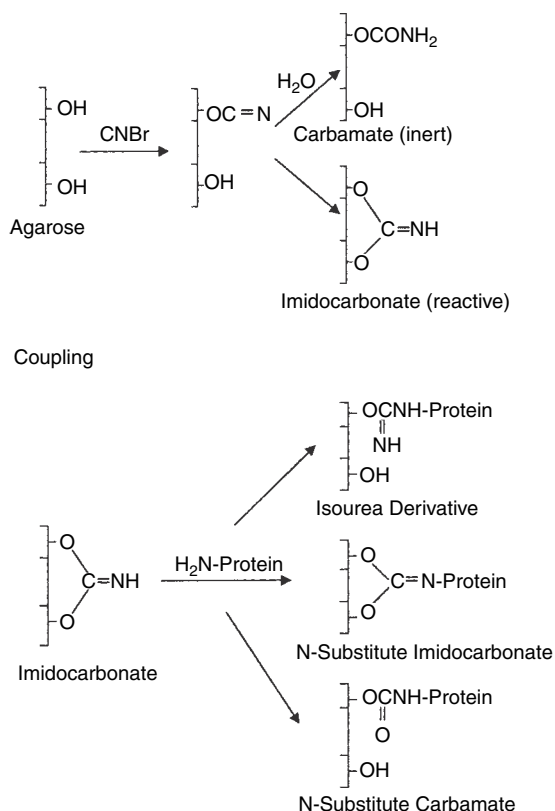 OCONH₂
OH
H₂O
CNBr
OC=N
OH
OH
OH
Carbamate (inert)
Agarose
O
C=NH
O
Imidocarbonate (reactive)
Coupling
OCNH-Protein
NH
OH
Isourea Derivative
O
C=NH
O
H₂N-Protein
O
C=N-Protein
O
Imidocarbonate
N-Substitute Imidocarbonate
OCNH-Protein
O
OH
N-Substitute Carbamate